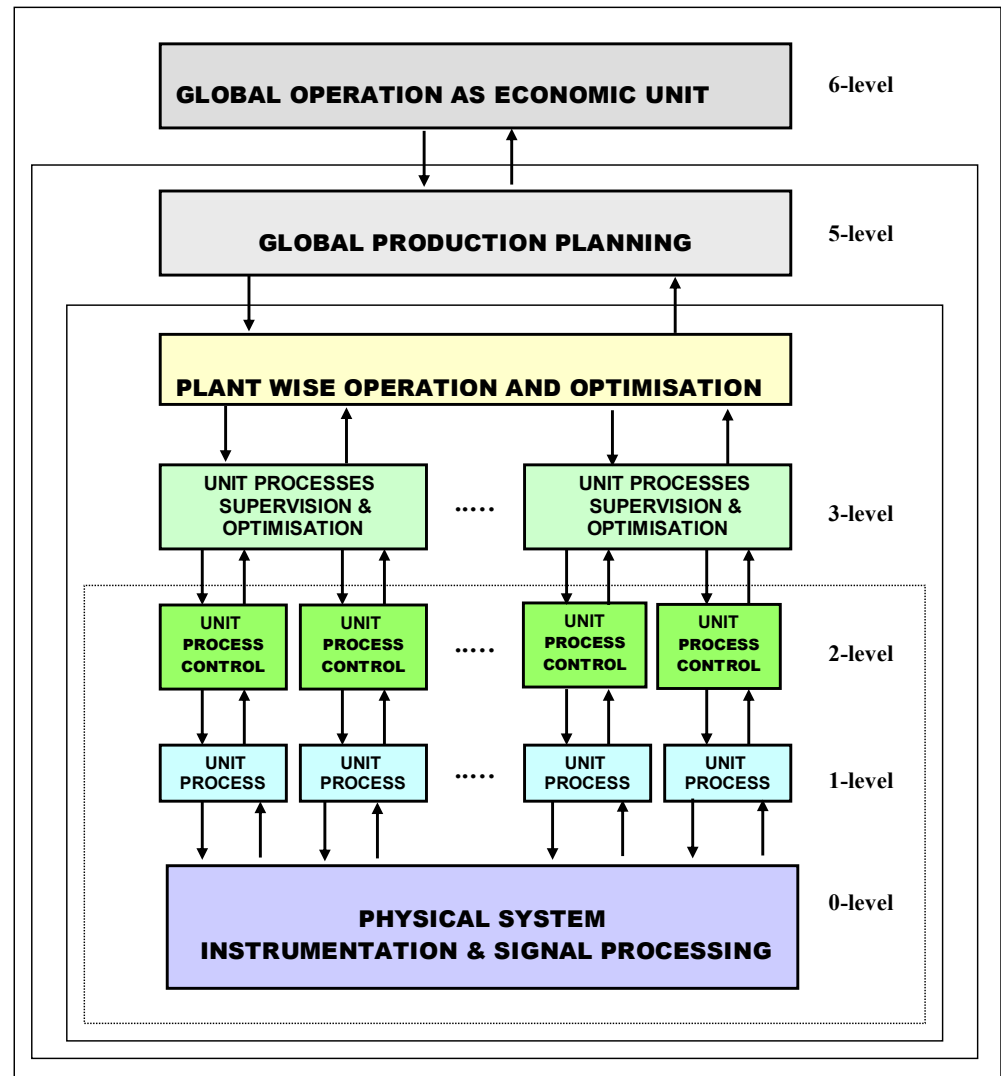 GLOBAL OPERATION AS ECONOMIC UNIT
6-level
GLOBAL PRODUCTION PLANNING
5-level
PLANT WISE OPERATION AND OPTIMISATION
UNIT PROCESSES
SUPERVISION &
OPTIMISATION
.....
UNIT PROCESSES
SUPERVISION &
OPTIMISATION
3-level
UNIT
PROCESS
CONTROL
UNIT
PROCESS
CONTROL
.....
UNIT
PROCESS
CONTROL
UNIT
PROCESS
CONTROL
2-level
UNIT
PROCESS
UNIT
PROCESS
.....
UNIT
PROCESS
UNIT
PROCESS
1-level
PHYSICAL SYSTEM
INSTRUMENTATION & SIGNAL PROCESSING
0-level